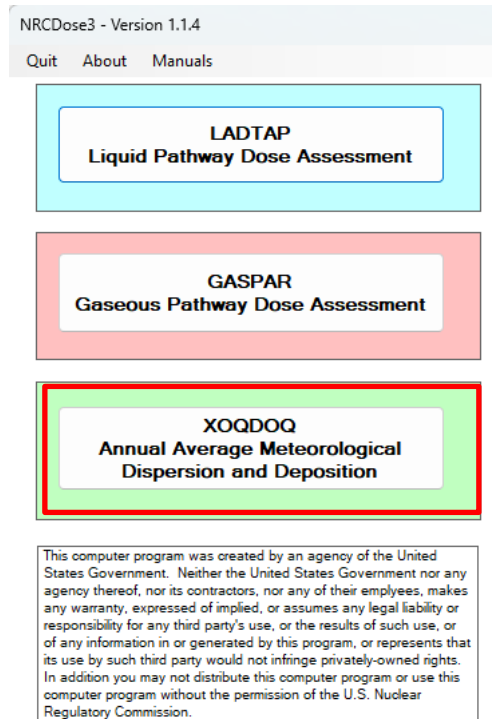 NRCDose3 - Version 1.1.4
Quit About Manuals
LADTAP
Liquid Pathway Dose Assessment
GASPAR
Gaseous Pathway Dose Assessment
XOQDOQ
Annual Average Meteorological
Dispersion and Deposition
This computer program was created by an agency of the United
States Government. Neither the United States Government nor any
agency thereof, nor its contractors, nor any of their emplyees, makes
any warranty, expressed of implied, or assumes any legal liability or
responsibility for any third party's use, or the results of such use, or
of any information in or generated by this program, or represents that
its use by such third party would not infringe privately-owned rights.
In addition you may not distribute this computer program or use this
computer program without the permission of the U.S. Nuclear
Regulatory Commission.